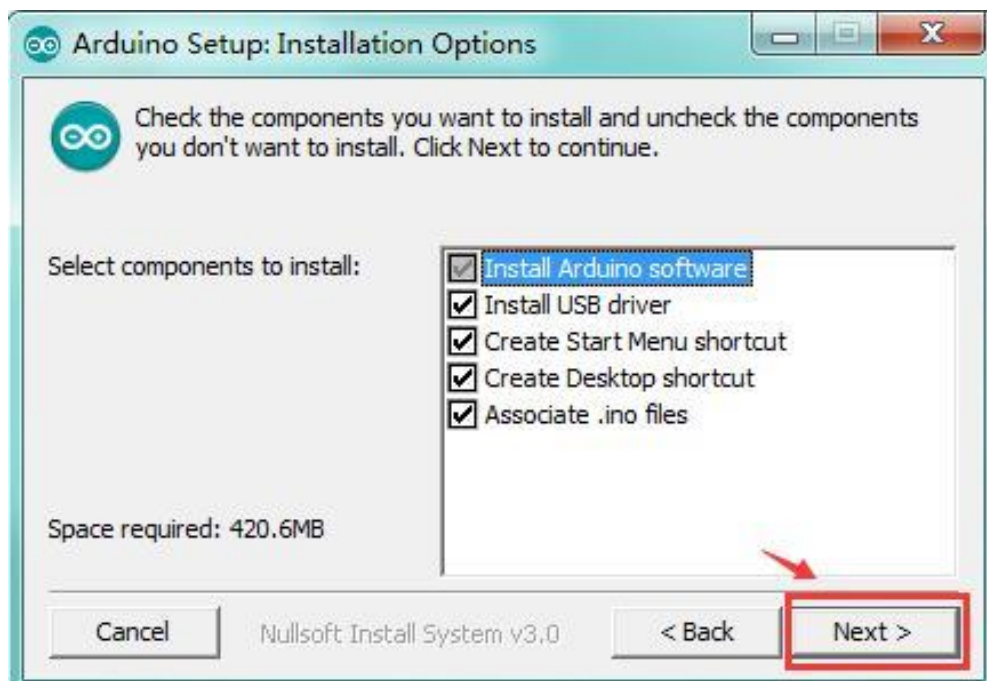 Arduino Setup: Installation Options
Check the components you want to install and uncheck the components
you don't want to install. Click Next to continue.
Select components to install:
Install Arduino software
Install USB driver
Create Start Menu shortcut
Create Desktop shortcut
Associate .ino files
Space required: 420.6MB
Cancel
Nullsoft Install System v3.0
< Back
Next >